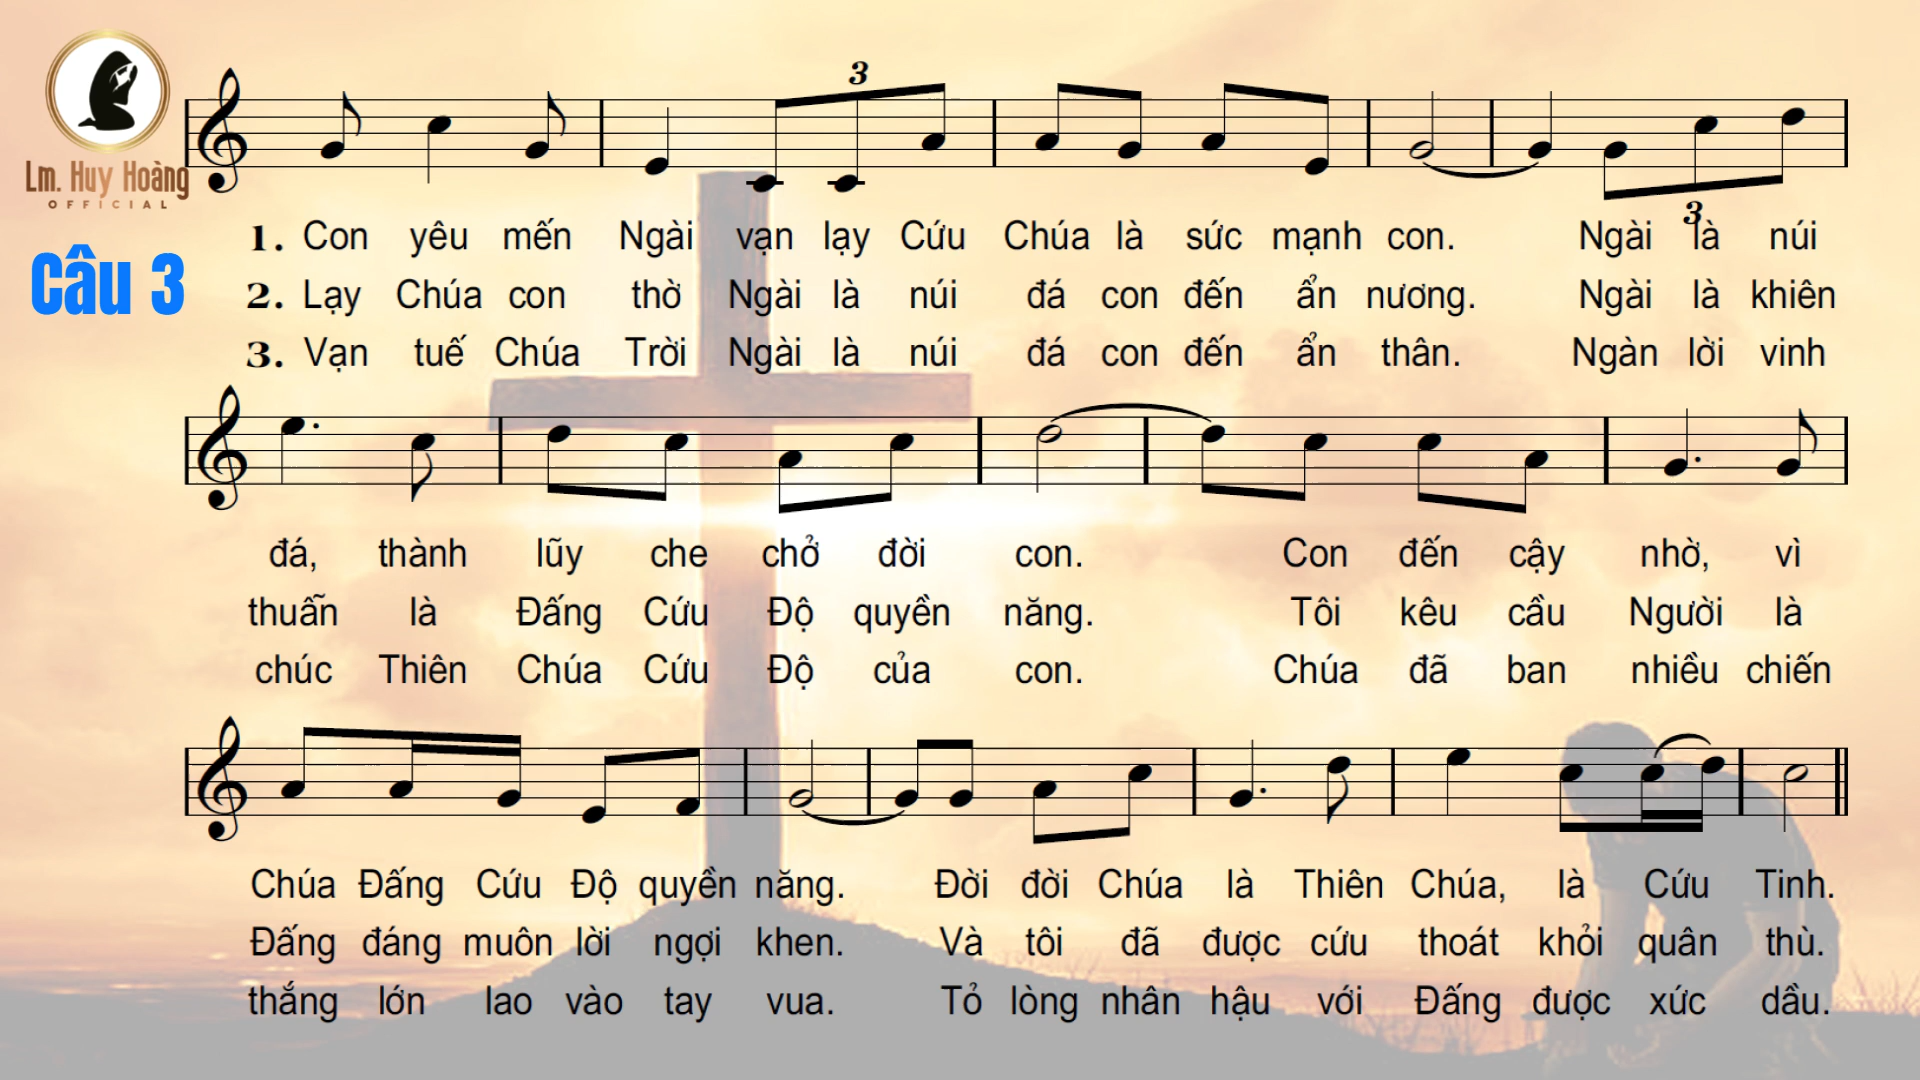 Lm. Huy Hoàng
OFFICIAL
Câu 3
3
1. Con yêu mến Ngài vạn lạy Cứu Chúa là sức mạnh con. Ngài là núi
3
2. Lạy Chúa con thờ Ngài là núi đá con đến ẩn nương. Ngài là khiên
3. Vạn tuế Chúa Trời Ngài là núi đá con đến ẩn thân. Ngàn lời vinh
đá, thành lũy che chở đời con. Con đến cậy nhờ, vì
thuẫn là Đấng Cứu Độ quyền năng. Tôi kêu cầu Người là
chúc Thiên Chúa Cứu Độ của con. Chúa đã ban nhiều chiến
Chúa Đấng Cứu Độ quyền năng. Đời đời Chúa là Thiên Chúa, là Cứu Tinh.
Đấng đáng muôn lời ngợi khen. Và tôi đã được cứu thoát khỏi quân thù.
thắng lớn lao vào tay vua. Tỏ lòng nhân hậu với Đấng được xức dầu.